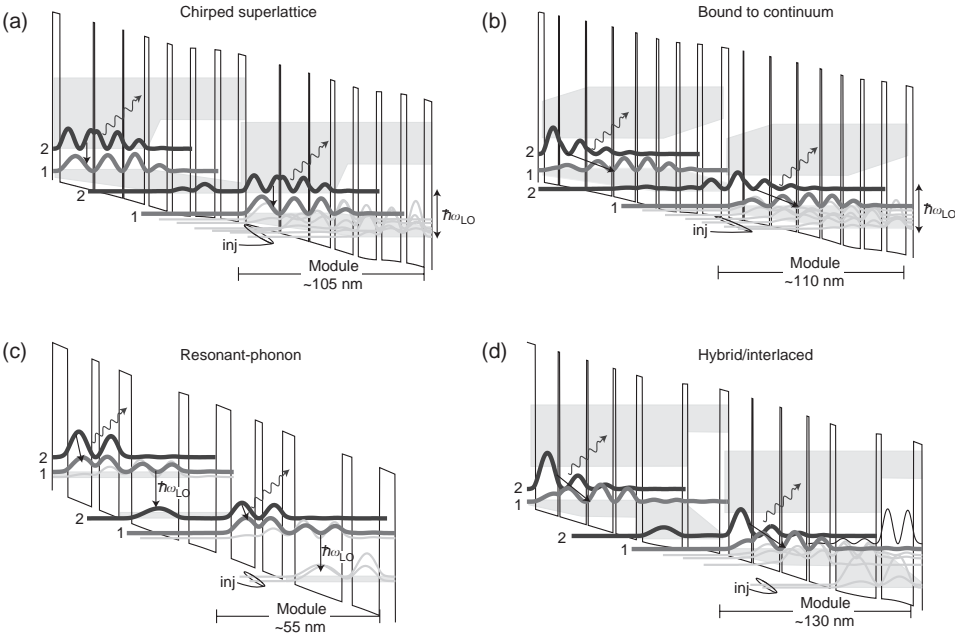 (a)
Chirped superlattice
2
1
2
1
ħωLO
inj
Module
~105 nm
(b)
Bound to continuum
2
1
2
1
ħωLO
inj
Module
~110 nm
(c)
Resonant-phonon
2
1
ħωLO
2
1
ħωLO
inj
Module
~55 nm
(d)
Hybrid/interlaced
2
1
2
1
inj
Module
~130 nm